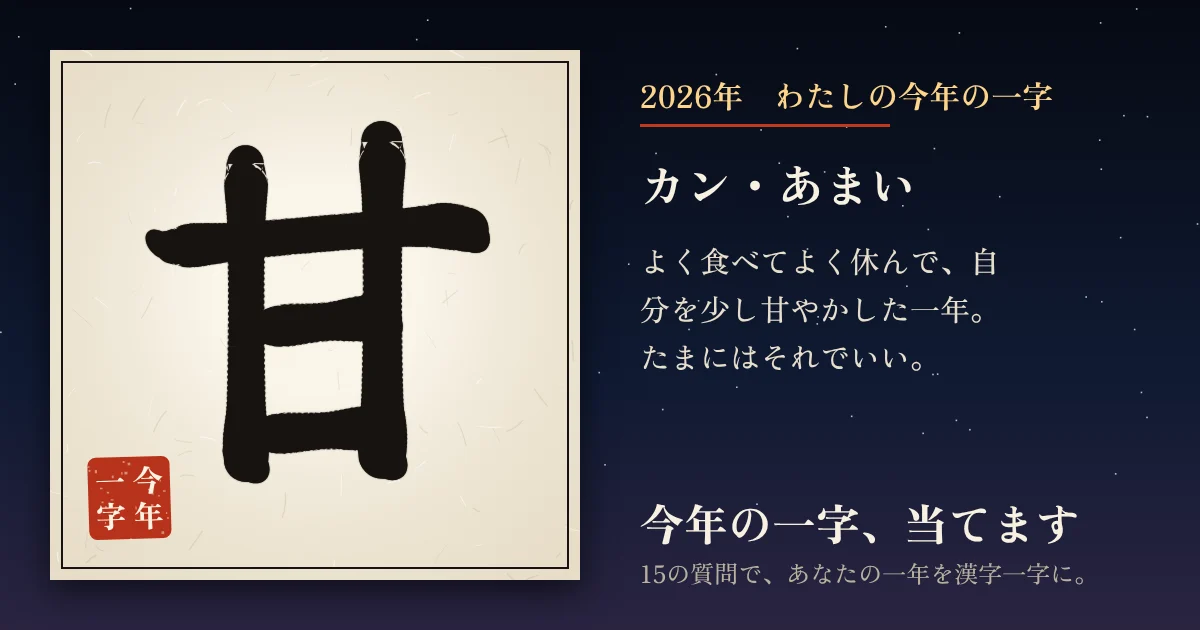 甘
今年
一字
2026年 わたしの今年の一字
カン・あまい
よく食べてよく休んで、自
分を少し甘やかした一年。
たまにはそれでいい。
今年の一字、当てます
15の質問で、あなたの一年を漢字一字に。